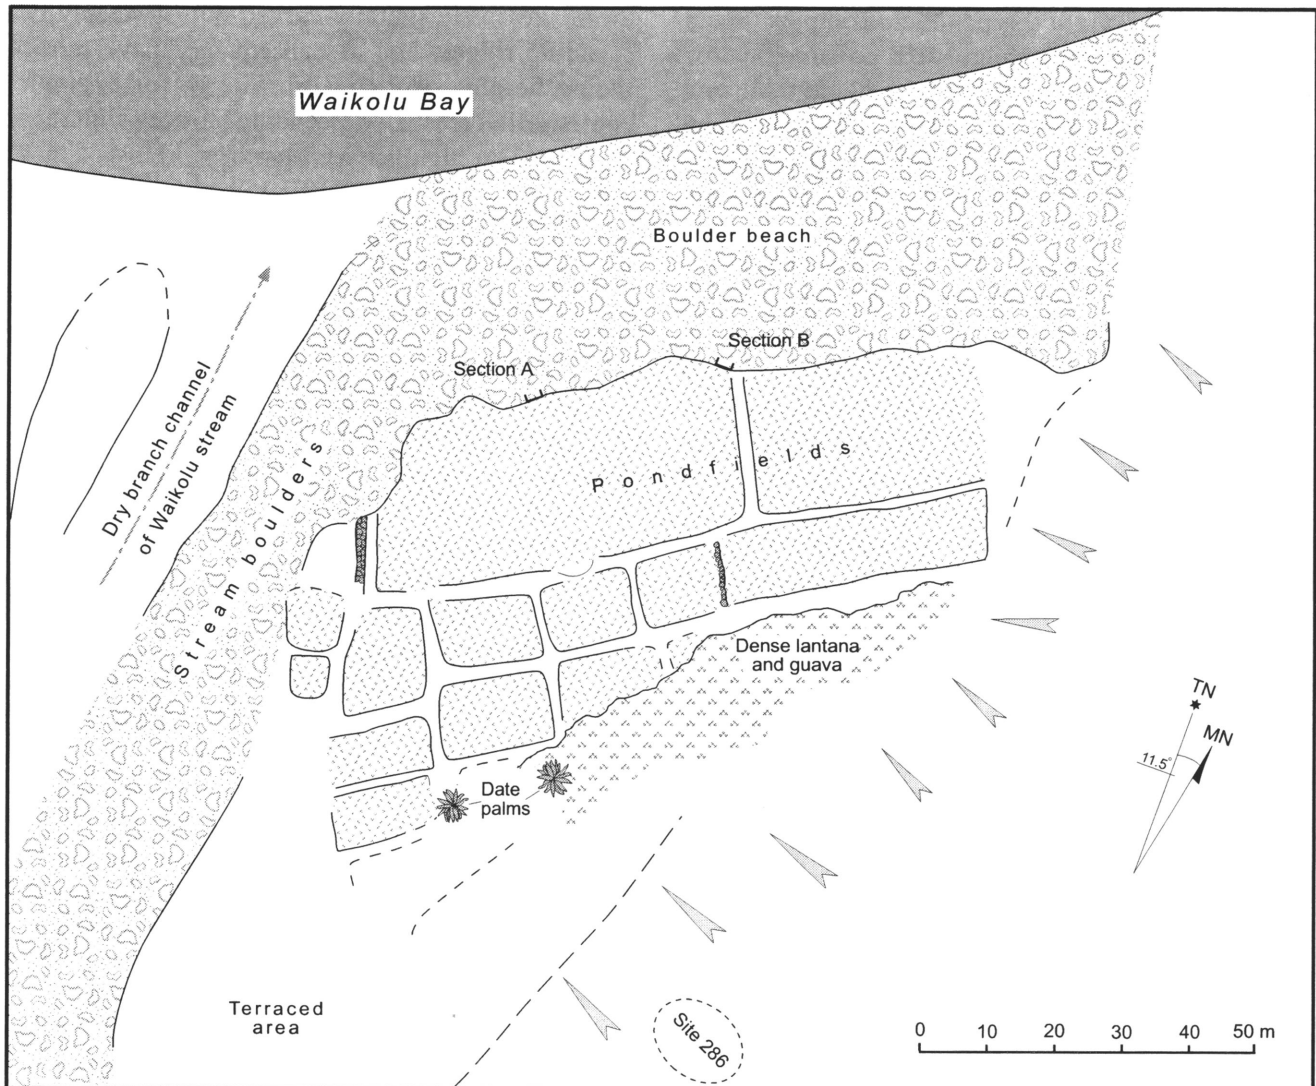 Waikolu Bay
Boulder beach
Section B
Section A
Dry branch channel
of Waikolu stream
Stream boulders
Pondfields
Dense lantana
and guava
TN
MN
11.5°
Date
palms
Terraced
area
Site 286
0 10 20 30 40 50 m